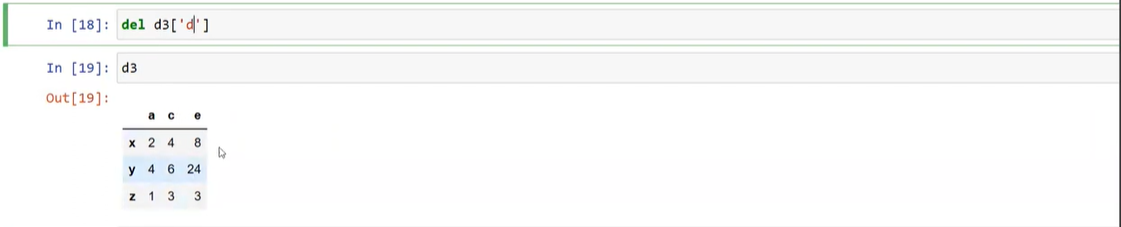 In [18]: del d3['d']
In [19]: d3
Out[19]:
a c e
x 2 4 8
y 4 6 24
z 1 3 3